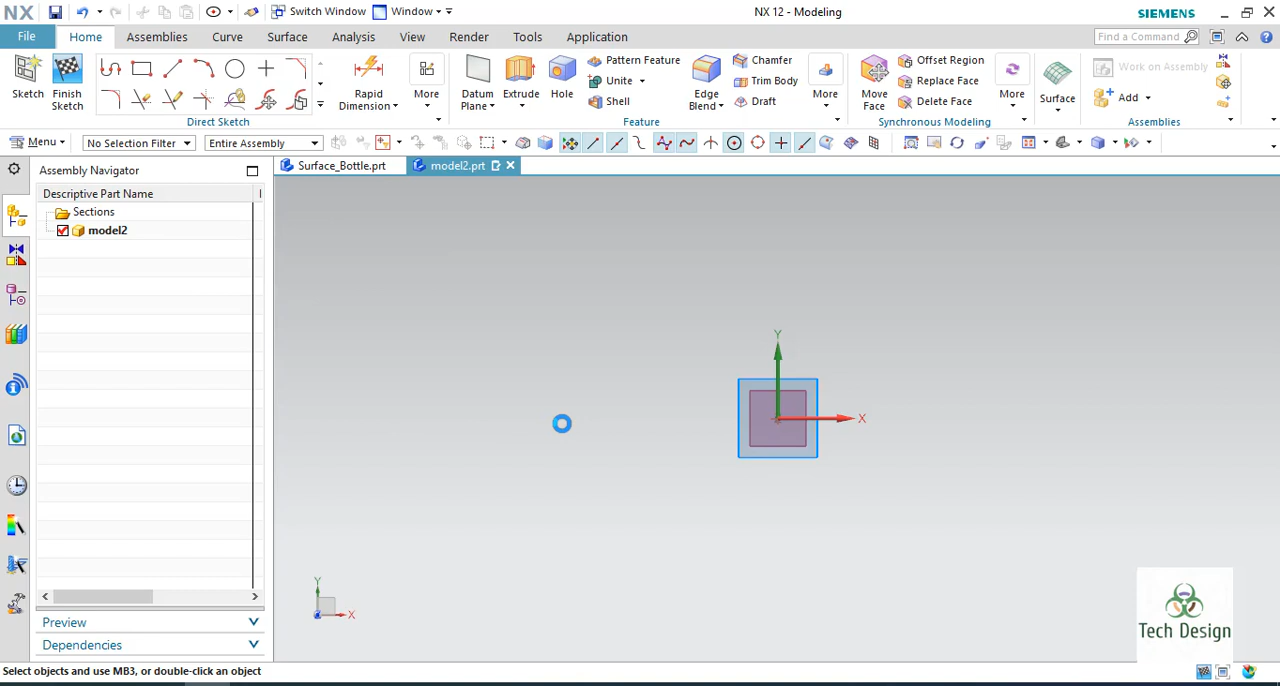 NX Switch Window Window NX 12 - Modeling SIEMENS
File Home Assemblies Curve Surface Analysis View Render Tools Application Find a Command
Sketch Finish Sketch Rapid Dimension More Datum Plane Extrude Hole Pattern Feature Unite Shell Edge Blend Chamfer Trim Body Draft More Move Face Offset Region Replace Face Delete Face More Surface Work on Assembly Add
Direct Sketch Feature Synchronous Modeling Assemblies
Menu No Selection Filter Entire Assembly
Assembly Navigator Surface_Bottle.prt model2.prt
Descriptive Part Name I
Sections
model2
Y
X
Y
X
Preview
Dependencies
Tech Design
Select objects and use MB3, or double-click an object